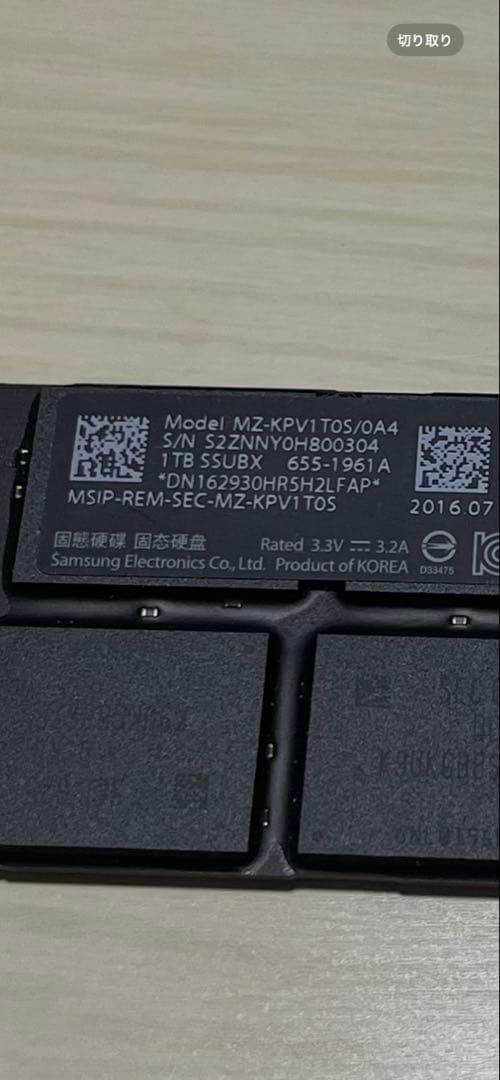 切り取り
Model MZ-KPV1T0S/0A4
S/N S2ZNNY0H800304
1TB SSUBX 655-1961A
*DN162930HR5H2LFAP*
MSIP-REM-SEC-MZ-KPV1T0S
2016.07
固態硬碟 固态硬盘 Rated 3.3V ⎓ 3.2A
Samsung Electronics Co., Ltd. Product of KOREA D33475